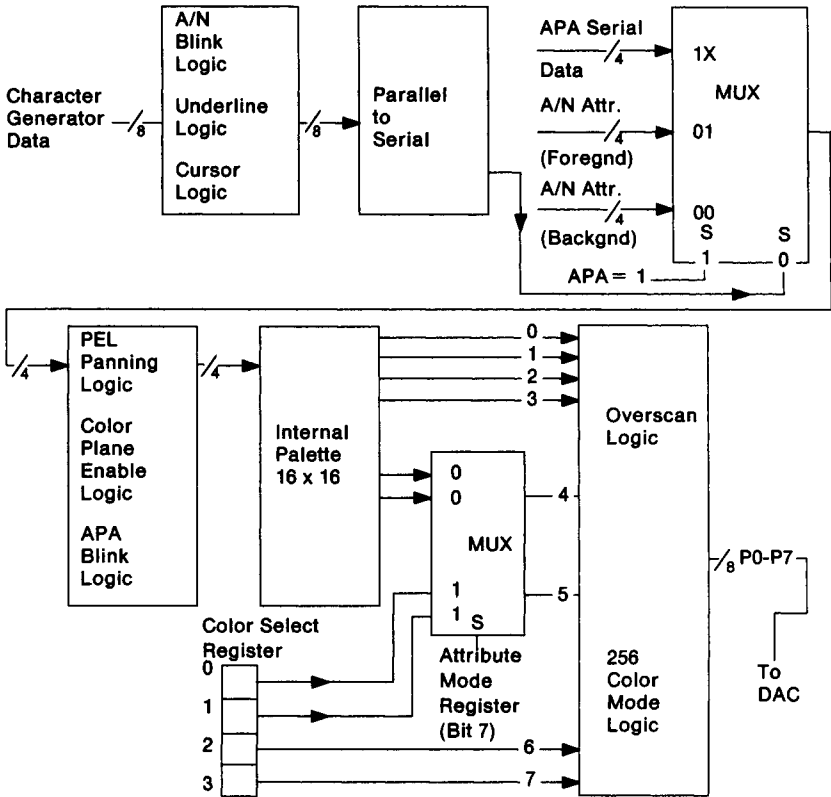 A/N
Blink
Logic
Underline
Logic
Cursor
Logic
Character
Generator
Data
8
8
Parallel
to
Serial
APA Serial
Data
4
1X
MUX
A/N Attr.
(Foregnd)
4
01
A/N Attr.
(Backgnd)
4
00
S
1
S
0
APA = 1
4
PEL
Panning
Logic
Color
Plane
Enable
Logic
APA
Blink
Logic
4
Internal
Palette
16 x 16
0
1
2
3
0
0
MUX
1
1
S
4
5
Overscan
Logic
256
Color
Mode
Logic
8 P0-P7
To
DAC
Color Select
Register
0
1
2
3
Attribute
Mode
Register
(Bit 7)
6
7